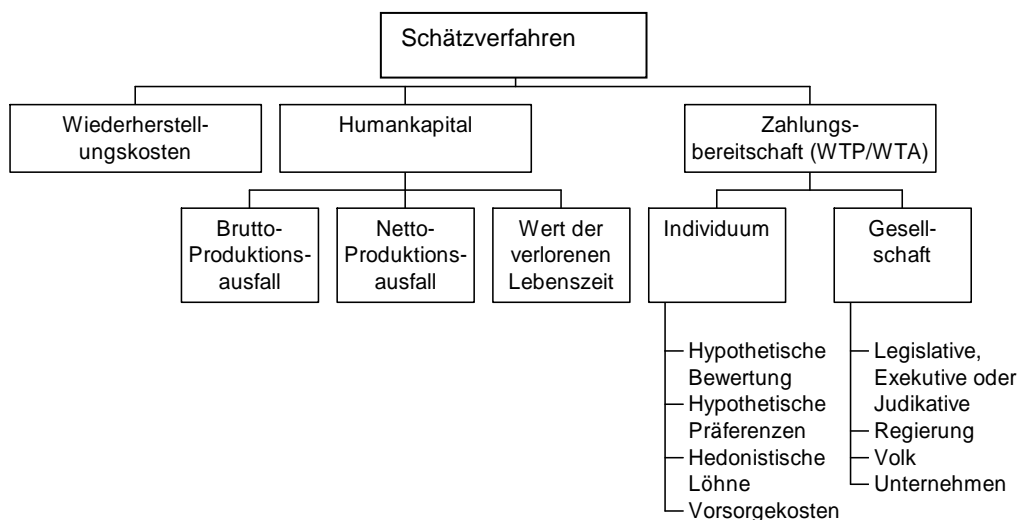 Schätzverfahren
Wiederherstell-
ungskosten
Humankapital
Zahlungs-
bereitschaft (WTP/WTA)
Brutto-
Produktions-
ausfall
Netto-
Produktions-
ausfall
Wert der
verlorenen
Lebenszeit
Individuum
Gesell-
schaft
Hypothetische
Bewertung
Hypothetische
Präferenzen
Hedonistische
Löhne
Vorsorgekosten
Legislative,
Exekutive oder
Judikative
Regierung
Volk
Unternehmen